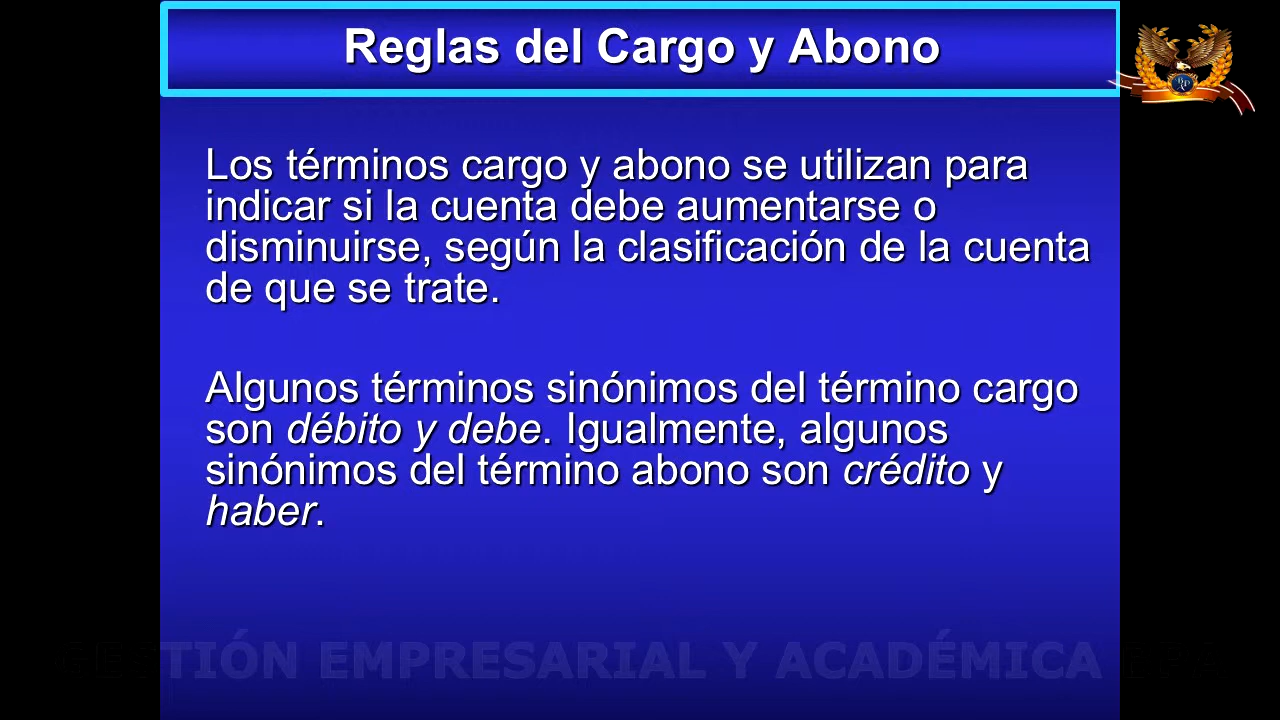 Reglas del Cargo y Abono
Los términos cargo y abono se utilizan para
indicar si la cuenta debe aumentarse o
disminuirse, según la clasificación de la cuenta
de que se trate.
Algunos términos sinónimos del término cargo
son débito y debe. Igualmente, algunos
sinónimos del término abono son crédito y
haber.
GESTIÓN EMPRESARIAL Y ACADÉMICA